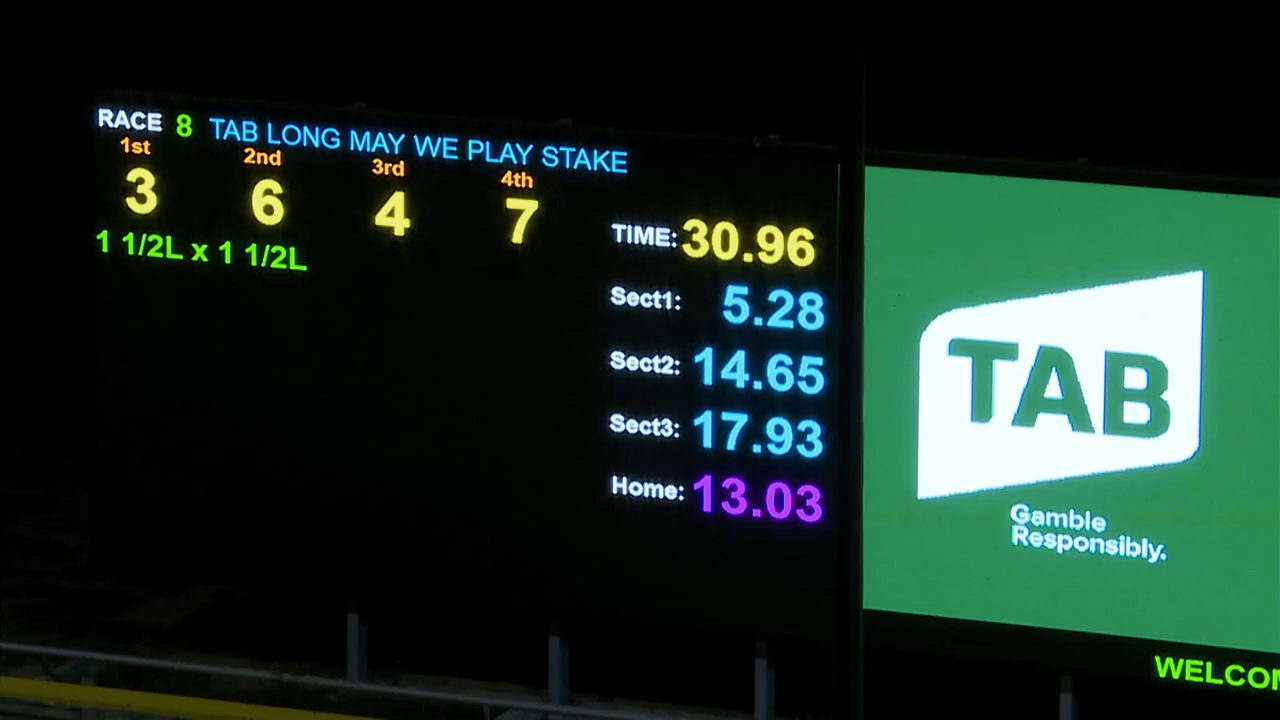 RACE 8 TAB LONG MAY WE PLAY STAKE
1st 2nd 3rd 4th
3 6 4 7
1 1/2L x 1 1/2L
TIME: 30.96
Sect1: 5.28
Sect2: 14.65
Sect3: 17.93
Home: 13.03
TAB
Gamble
Responsibly.